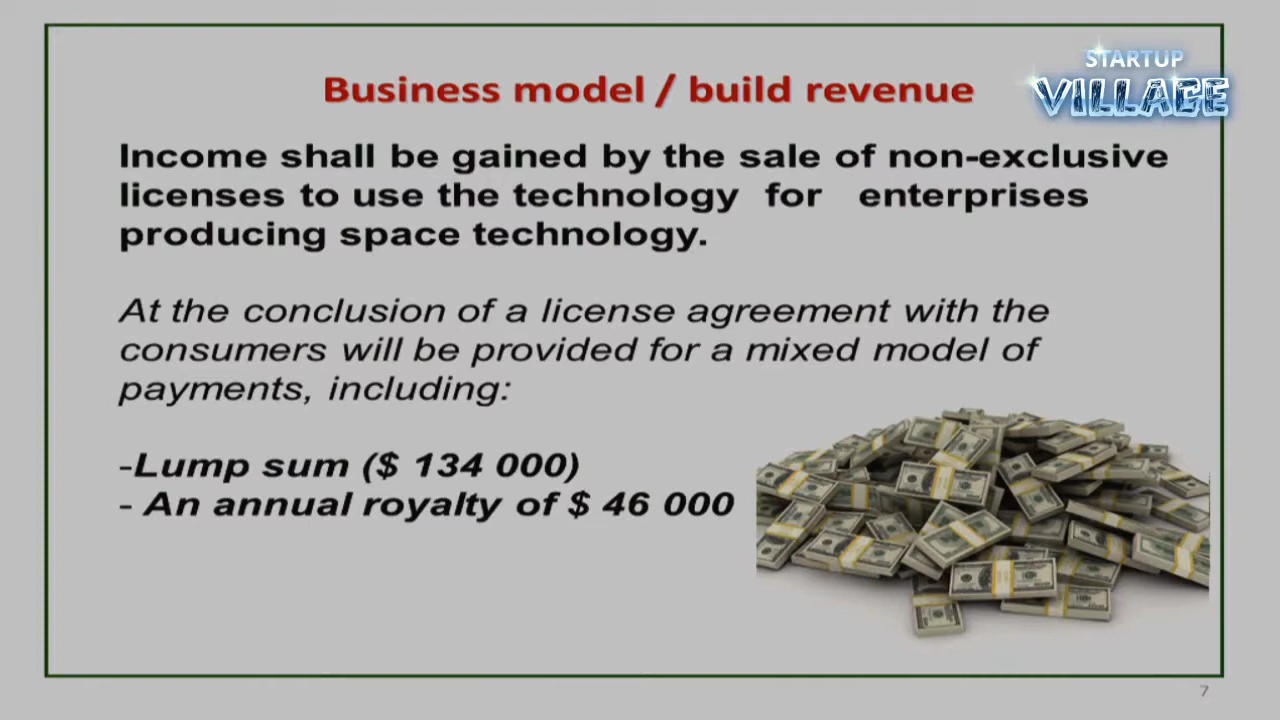 STARTUP
VILLAGE
Business model / build revenue
Income shall be gained by the sale of non-exclusive
licenses to use the technology for enterprises
producing space technology.
At the conclusion of a license agreement with the
consumers will be provided for a mixed model of
payments, including:
-Lump sum ($ 134 000)
- An annual royalty of $ 46 000
7